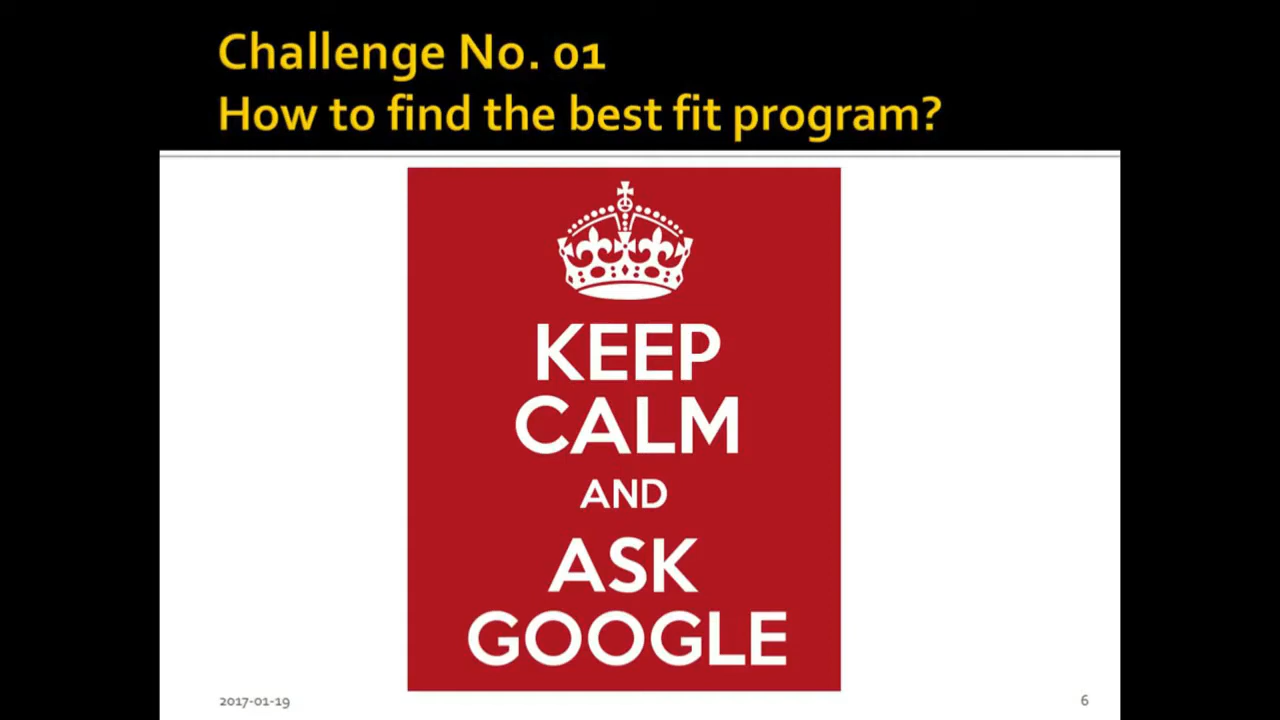 Challenge No. 01
How to find the best fit program?
KEEP
CALM
AND
ASK
GOOGLE
2017-01-19
6